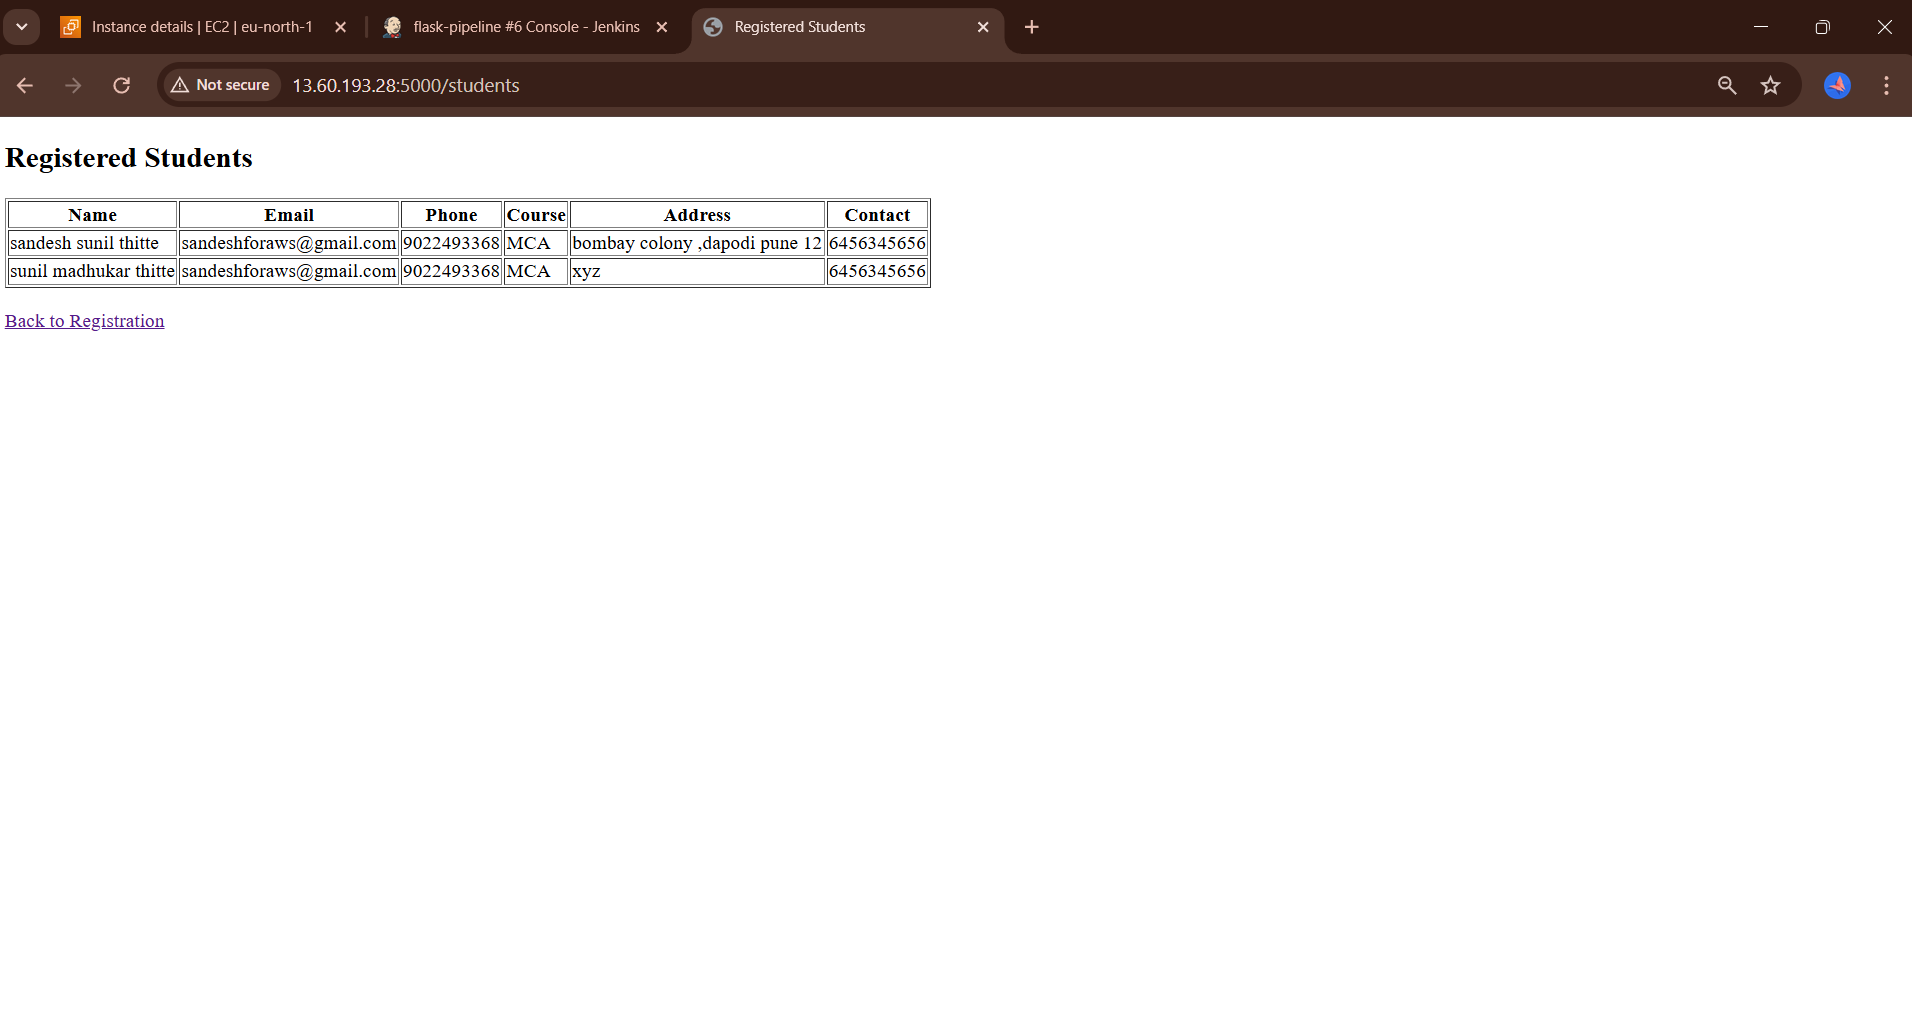 Instance details | EC2 | eu-north-1 flask-pipeline #6 Console - Jenkins Registered Students
Not secure 13.60.193.28:5000/students
Registered Students
Name Email Phone Course Address Contact
sandesh sunil thitte sandeshforaws@gmail.com 9022493368 MCA bombay colony ,dapodi pune 12 6456345656
sunil madhukar thitte sandeshforaws@gmail.com 9022493368 MCA xyz 6456345656
Back to Registration